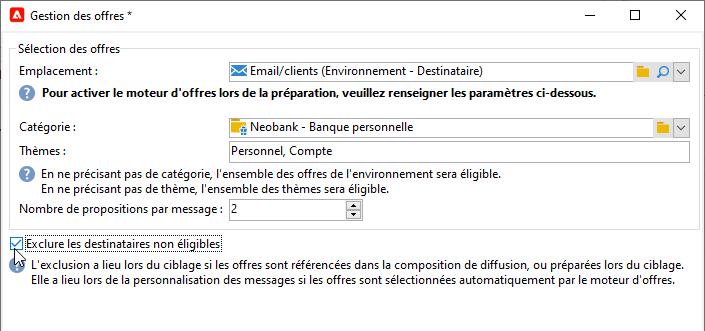 Gestion des offres *
Sélection des offres
Emplacement :
Email/clients (Environnement - Destinataire)
Pour activer le moteur d'offres lors de la préparation, veuillez renseigner les paramètres ci-dessous.
Catégorie :
Neobank - Banque personnelle
Thèmes :
Personnel, Compte
En ne précisant pas de catégorie, l'ensemble des offres de l'environnement sera éligible.
En ne précisant pas de thème, l'ensemble des thèmes sera éligible.
Nombre de propositions par message :
2
Exclure les destinataires non éligibles
L'exclusion a lieu lors du ciblage si les offres sont référencées dans la composition de diffusion, ou préparées lors du ciblage.
Elle a lieu lors de la personnalisation des messages si les offres sont sélectionnées automatiquement par le moteur d'offres.